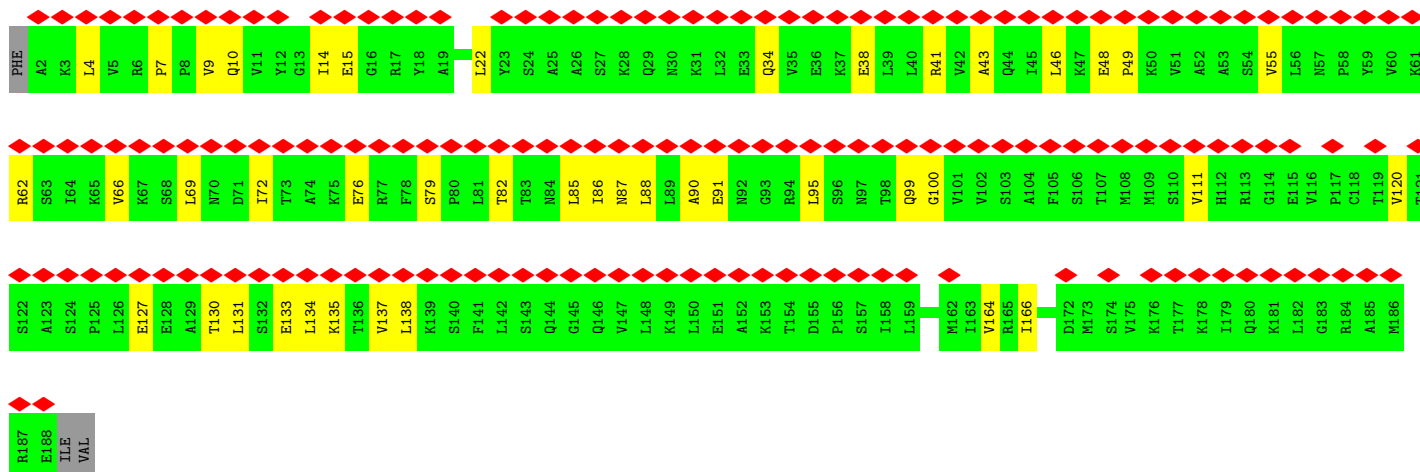 PHE A2 K3 L4 V5 R6 P7 P8 V9 Q10 V11 Y12 G13 I14 E15 G16 R17 Y18 A19 L22 Y23 S24 A25 A26 S27 K28 Q29 N30 K31 L32 E33 Q34 V35 E36 K37 E38 L39 L40 R41 V42 A43 Q44 I45 L46 K47 E48 P49 K50 V51 A52 A53 S54 V55 L56 N57 P58 Y59 V60 K61
R62 S63 I64 K65 V66 K67 S68 L69 N70 D71 I72 T73 A74 K75 E76 R77 F78 S79 P80 L81 T82 T83 N84 L85 I86 N87 L88 L89 A90 E91 N92 G93 R94 L95 S96 N97 T98 Q99 G100 V101 V102 S103 A104 F105 S106 T107 M108 M109 S110 V111 H112 R113 G114 E115 V116 P117 C118 T119 V120 T121
S122 A123 S124 P125 L126 E127 E128 A129 T130 L131 S132 E133 L134 K135 T136 V137 L138 K139 S140 F141 L142 S143 Q144 G145 Q146 V147 L148 K149 L150 E151 A152 K153 T154 D155 P156 S157 I158 L159 M162 I163 V164 R165 I166 D172 M173 S174 V175 K176 T177 K178 I179 Q180 K181 L182 G183 R184 A185 M186
R187 E188 ILE VAL